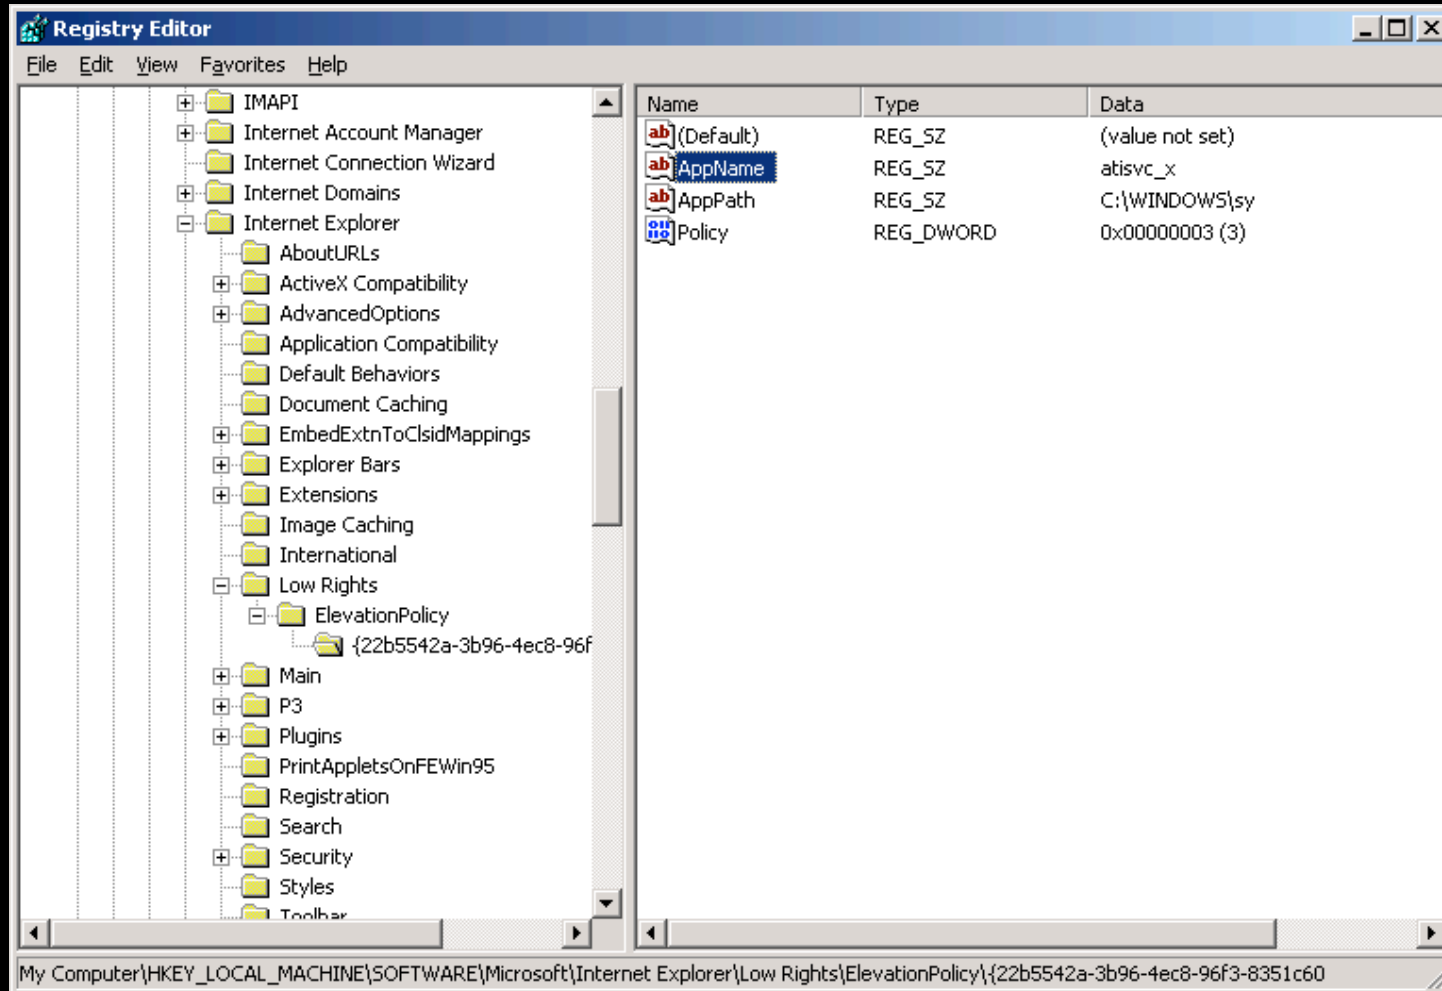 Registry Editor
File Edit View Favorites Help
IMAPI
Internet Account Manager
Internet Connection Wizard
Internet Domains
Internet Explorer
AboutURLs
ActiveX Compatibility
AdvancedOptions
Application Compatibility
Default Behaviors
Document Caching
EmbedExtnToClsidMappings
Explorer Bars
Extensions
Image Caching
International
Low Rights
ElevationPolicy
{22b5542a-3b96-4ec8-96f
Main
P3
Plugins
PrintAppletsOnFEWin95
Registration
Search
Security
Styles
Toolbar
Name Type Data
(Default) REG_SZ (value not set)
AppName REG_SZ atisvc_x
AppPath REG_SZ C:\WINDOWS\sy
Policy REG_DWORD 0x00000003 (3)
My Computer\HKEY_LOCAL_MACHINE\SOFTWARE\Microsoft\Internet Explorer\Low Rights\ElevationPolicy\{22b5542a-3b96-4ec8-96f3-8351c60